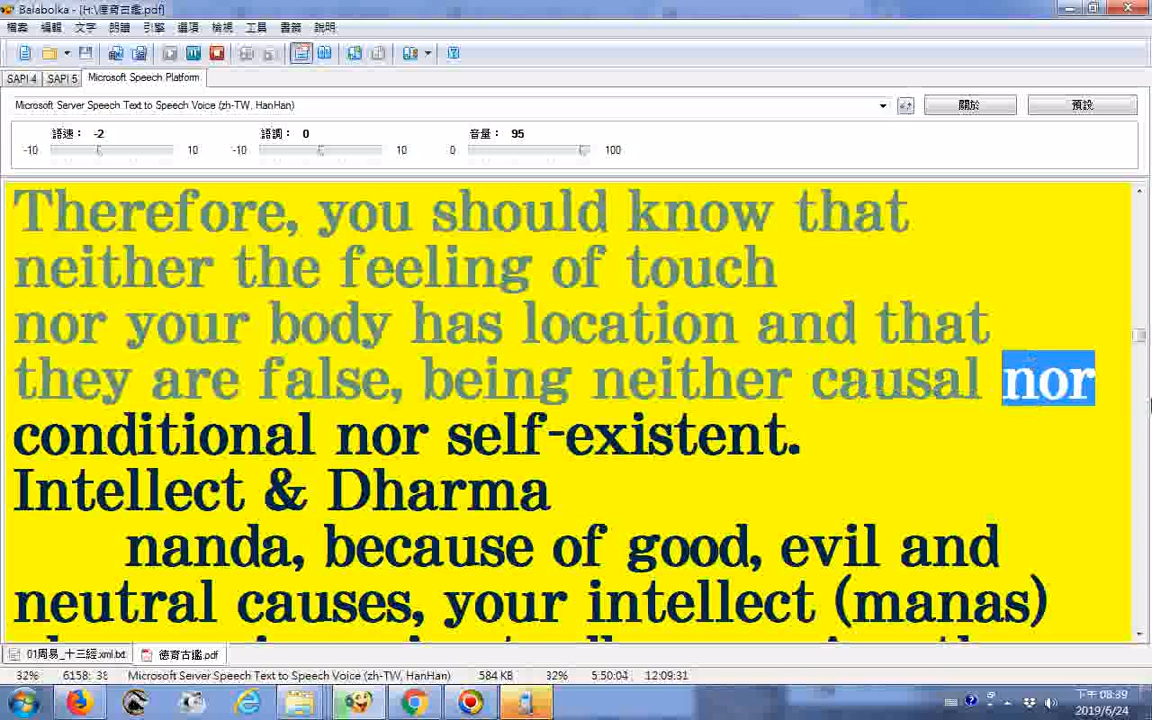 Balabolka - [H:\德育古鑑.pdf]
檔案 編輯 文字 朗讀 引擎 選項 檢視 工具 書籤 說明
SAPI 4 SAPI 5 Microsoft Speech Platform
Microsoft Server Speech Text to Speech Voice (zh-TW, HanHan)
關於 預設
語速： -2 語調： 0 音量： 95
-10 10 -10 10 0 100
Therefore, you should know that
neither the feeling of touch
nor your body has location and that
they are false, being neither causal nor
conditional nor self-existent.
Intellect & Dharma
nanda, because of good, evil and
neutral causes, your intellect (manas)
01周易_十三經.xml.txt 德育古鑑.pdf
32% 6158: 38 Microsoft Server Speech Text to Speech Voice (zh-TW, HanHan) 584 KB 32% 5:50:04 12:09:31
下午 08:39
2019/6/24